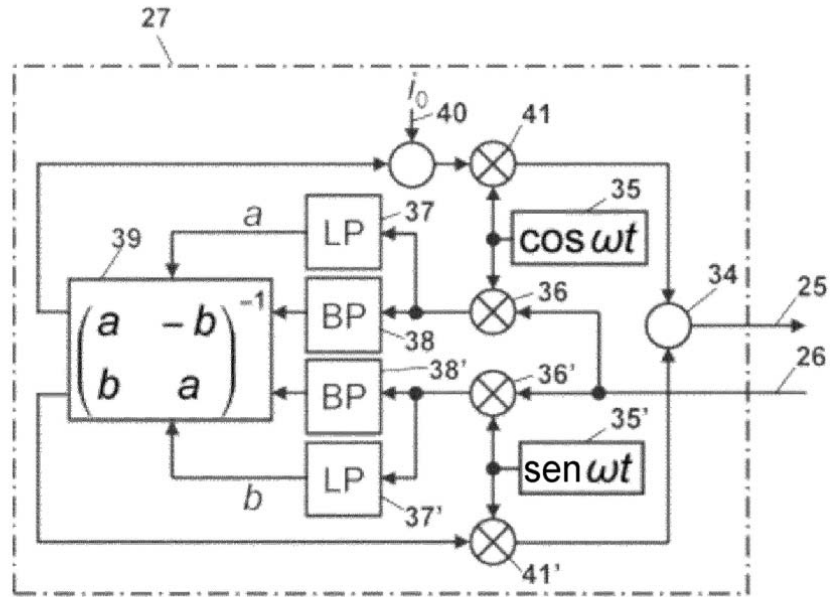 27
i₀
40
41
35
cos ωt
a
37
LP
39
36
34
25
(a −b
b a)⁻¹
BP
38
38'
36'
26
BP
35'
sen ωt
LP
b
37'
41'